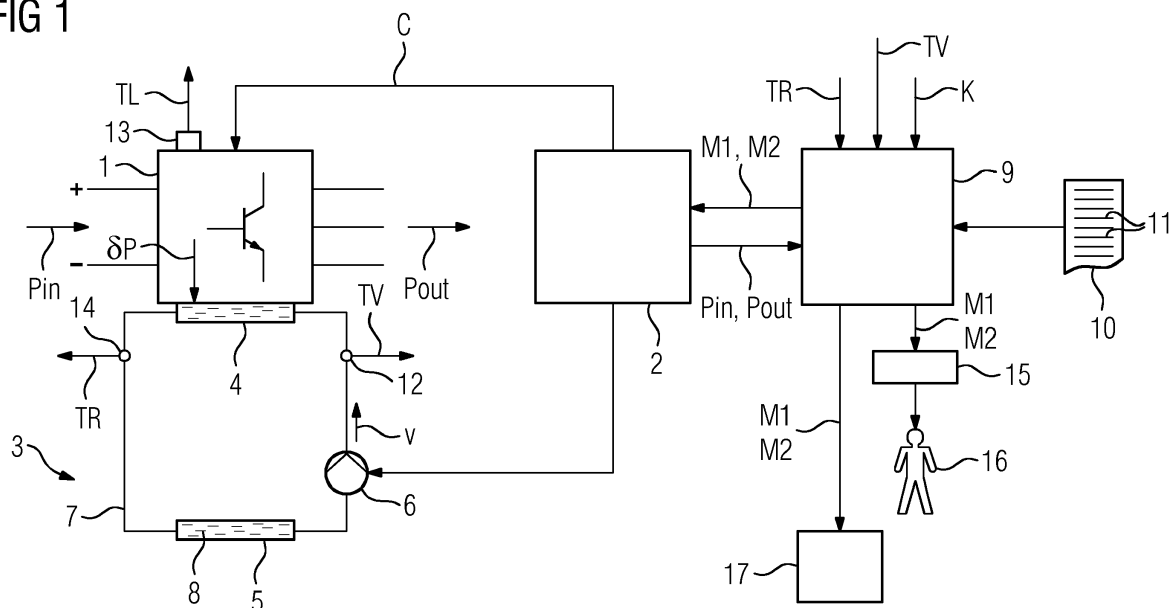 FIG 1
C
TV
TL
TR
K
13
M1, M2
1
9
+
11
δP
-
Pin
Pout
TV
Pin, Pout
14
10
M1
M2
4
2
12
15
TR
M1
M2
v
3
16
6
7
17
8
5